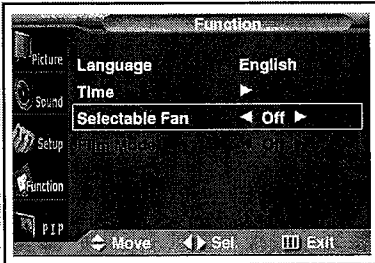 Function
Picture
Language English
Sound
Time ►
Selectable Fan ◄ Off ►
Setup
Function
PIP
Move Sel. Exit